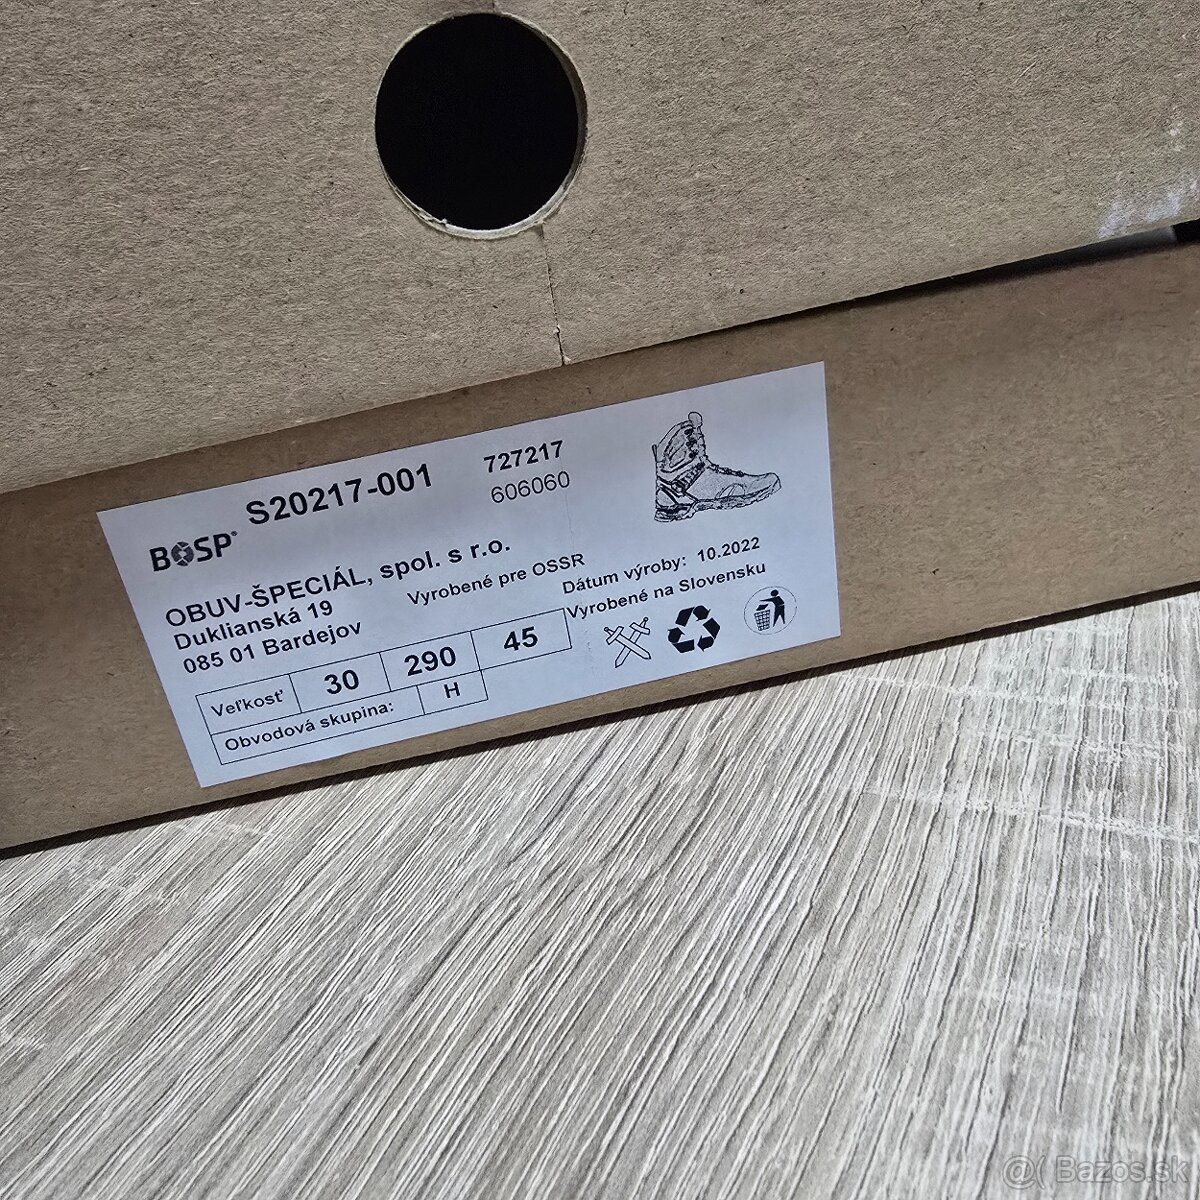 S20217-001
727217
606060
BOSP®
OBUV-ŠPECIÁL, spol. s r.o.
Duklianská 19
085 01 Bardejov
Vyrobené pre OSSR
Dátum výroby: 10.2022
Vyrobené na Slovensku
Veľkosť 30 290 45
Obvodová skupina: H
@( Bazos.sk